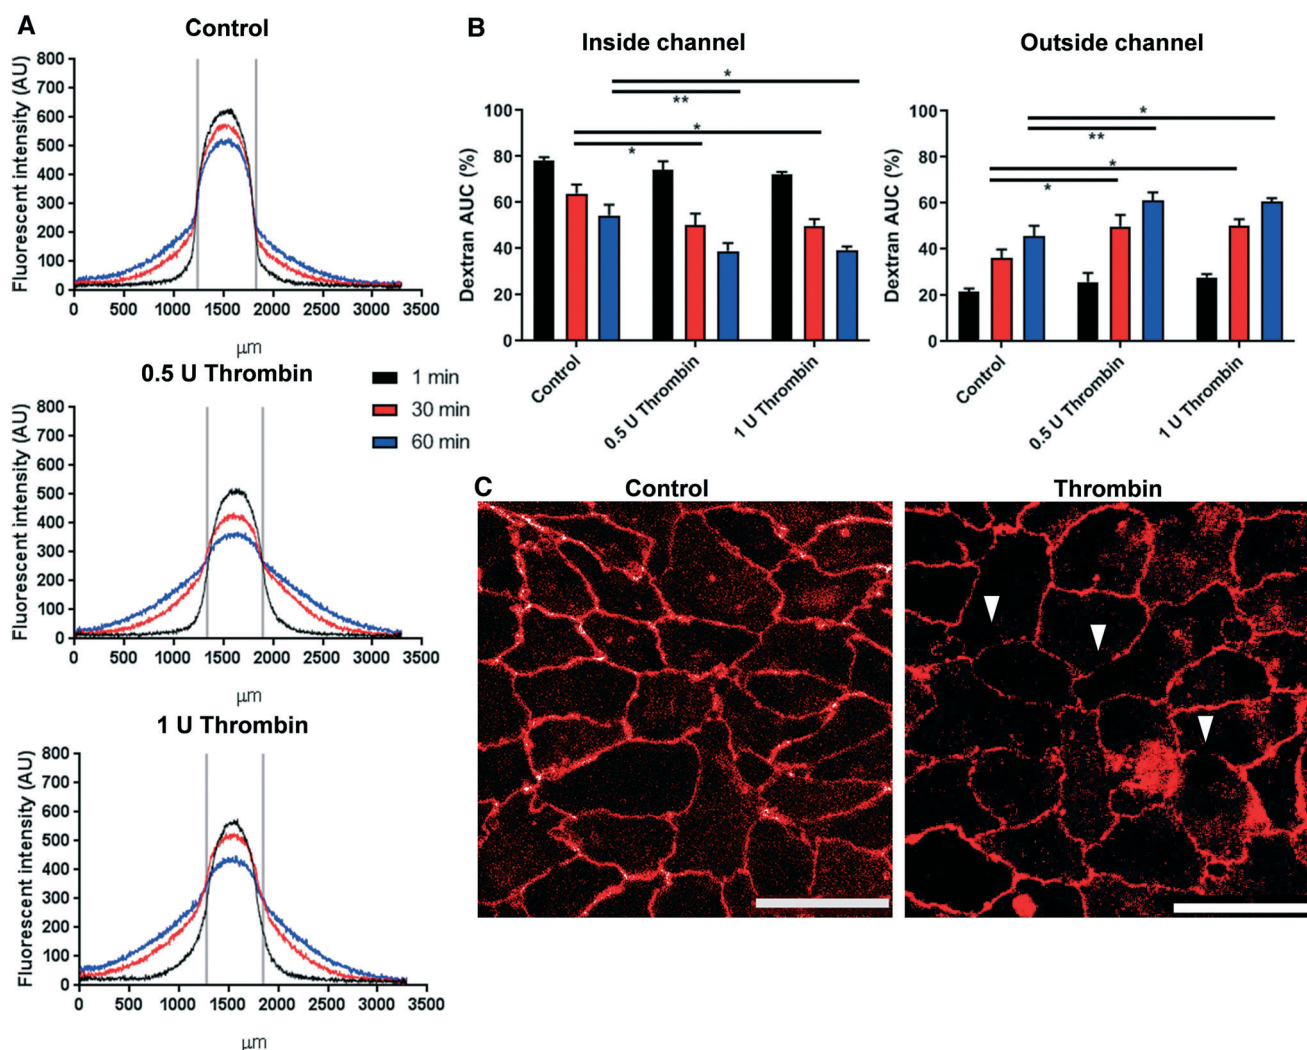 A
Control
Fluorescent intensity (AU)
800
700
600
500
400
300
200
100
0
0 500 1000 1500 2000 2500 3000 3500
μm
0.5 U Thrombin
Fluorescent intensity (AU)
800
700
600
500
400
300
200
100
0
0 500 1000 1500 2000 2500 3000 3500
μm
1 U Thrombin
Fluorescent intensity (AU)
800
700
600
500
400
300
200
100
0
0 500 1000 1500 2000 2500 3000 3500
μm
1 min
30 min
60 min
B
Inside channel
*
**
*
*
Dextran AUC (%)
100
80
60
40
20
0
Control
0.5 U Thrombin
1 U Thrombin
Outside channel
*
**
*
*
Dextran AUC (%)
100
80
60
40
20
0
Control
0.5 U Thrombin
1 U Thrombin
C
Control
Thrombin